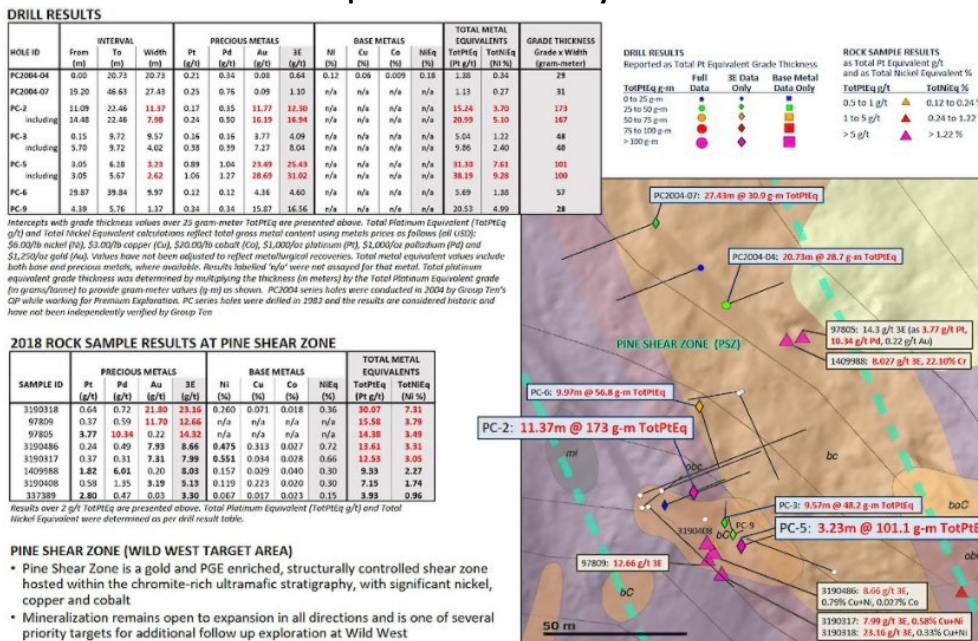 DRILL RESULTS
INTERVAL PRECIOUS METALS BASE METALS TOTAL METAL EQUIVALENTS GRADE THICKNESS
HOLE ID From (m) To (m) Width (m) Pt (g/t) Pd (g/t) Au (g/t) 3E (g/t) Ni (%) Cu (%) Co (%) NiEq (%) TotPtEq (Pt g/t) TotNiEq (Ni %) Grade x Width (gram-meter)
PC2004-04 0.00 20.73 20.73 0.21 0.34 0.08 0.64 0.12 0.06 0.009 0.18 1.38 0.34 29
PC2004-07 19.20 46.63 27.43 0.25 0.76 0.09 1.10 n/a n/a n/a n/a 1.13 0.27 31
PC-2 11.09 22.46 11.37 0.17 0.35 11.77 12.30 n/a n/a n/a n/a 15.24 3.70 173
including 14.48 22.46 7.98 0.24 0.50 16.19 16.94 n/a n/a n/a n/a 20.99 5.10 167
PC-3 0.15 9.72 9.57 0.16 0.16 3.77 4.09 n/a n/a n/a n/a 5.04 1.22 48
including 5.70 9.72 4.02 0.38 0.39 7.27 8.04 n/a n/a n/a n/a 9.86 2.40 40
PC-5 3.05 6.28 3.23 0.89 1.04 23.49 25.43 n/a n/a n/a n/a 31.30 7.61 101
including 3.05 5.67 2.62 1.06 1.27 28.69 31.02 n/a n/a n/a n/a 38.19 9.28 100
PC-6 29.87 39.84 9.97 0.12 0.12 4.36 4.60 n/a n/a n/a n/a 5.69 1.38 57
PC-9 4.39 5.76 1.37 0.34 0.34 15.87 16.56 n/a n/a n/a n/a 20.53 4.99 28
Intercepts with grade thickness values over 25 gram-meter TotPtEq are presented above. Total Platinum Equivalent (TotPtEq
g/t) and Total Nickel Equivalent calculations reflect total gross metal content using metals prices as follows (all USD):
$6.00/lb nickel (Ni), $3.00/lb copper (Cu), $20.00/lb cobalt (Co), $1,000/oz platinum (Pt), $1,000/oz palladium (Pd) and
$1,250/oz gold (Au). Values have not been adjusted to reflect metallurgical recoveries. Total metal equivalent values include
both base and precious metals, where available. Results labelled 'n/a' were not assayed for that metal. Total platinum
equivalent grade thickness was determined by multiplying the thickness (in meters) by the Total Platinum Equivalent grade
(in grams/tonne) to provide gram-meter values (g-m) as shown. PC2004 series holes were conducted in 2004 by Group Ten's
QP while working for Premium Exploration. PC series holes were drilled in 1983 and the results are considered historic and
have not been independently verified by Group Ten
2018 ROCK SAMPLE RESULTS AT PINE SHEAR ZONE
PRECIOUS METALS BASE METALS TOTAL METAL EQUIVALENTS
SAMPLE ID Pt (g/t) Pd (g/t) Au (g/t) 3E (g/t) Ni (%) Cu (%) Co (%) NiEq (%) TotPtEq (Pt g/t) TotNiEq (Ni %)
3190318 0.64 0.72 21.80 23.16 0.260 0.071 0.018 0.36 30.07 7.31
97809 0.37 0.59 11.70 12.66 n/a n/a n/a n/a 15.58 3.79
97805 3.77 10.34 0.22 14.32 n/a n/a n/a n/a 14.38 3.49
3190486 0.24 0.49 7.93 8.66 0.475 0.313 0.027 0.72 13.61 3.31
3190317 0.37 0.31 7.31 7.99 0.551 0.034 0.028 0.66 12.53 3.05
1409988 1.82 6.01 0.20 8.03 0.157 0.029 0.040 0.30 9.33 2.27
3190408 0.58 1.35 3.19 5.13 0.119 0.223 0.020 0.30 7.15 1.74
337389 2.80 0.47 0.03 3.30 0.067 0.017 0.023 0.15 3.93 0.96
Results over 2 g/t TotPtEq are presented above. Total Platinum Equivalent (TotPtEq g/t) and Total
Nickel Equivalent were determined as per drill result table.
PINE SHEAR ZONE (WILD WEST TARGET AREA)
• Pine Shear Zone is a gold and PGE enriched, structurally controlled shear zone
hosted within the chromite-rich ultramafic stratigraphy, with significant nickel,
copper and cobalt
• Mineralization remains open to expansion in all directions and is one of several
priority targets for additional follow up exploration at Wild West
DRILL RESULTS
Reported as Total Pt Equivalent Grade Thickness
TotPtEq g-m Full Data 3E Data Only Base Metal Data Only
0 to 25 g-m
25 to 50 g-m
50 to 75 g-m
75 to 100 g-m
> 100 g-m
ROCK SAMPLE RESULTS
as Total Pt Equivalent g/t
and as Total Nickel Equivalent %
TotPtEq g/t TotNiEq %
0.5 to 1 g/t 0.12 to 0.24 %
1 to 5 g/t 0.24 to 1.22
> 5 g/t > 1.22 %
PC2004-07: 27.43m @ 30.9 g-m TotPtEq
PC2004-04: 20.73m @ 28.7 g-m TotPtEq
97805: 14.3 g/t 3E (as 3.77 g/t Pt,
10.34 g/t Pd, 0.22 g/t Au)
PINE SHEAR ZONE (PSZ)
1409988: 8.027 g/t 3E, 22.10% Cr
PC-6: 9.97m @ 56.8 g-m TotPtEq
PC-2: 11.37m @ 173 g-m TotPtEq
mi
bc
obc
baC
PC-3: 9.57m @ 48.2 g-m TotPtEq
PC-9
PC-5: 3.23m @ 101.1 g-m TotPtE
3190408
bC
97809: 12.66 g/t 3E
bC
3190486: 8.66 g/t 3E,
0.79% Cu+Ni, 0.027% Co
3190317: 7.99 g/t 3E, 0.58% Cu+Ni
3190318: 23.16 g/t 3E, 0.33% Cu+Ni
50 m